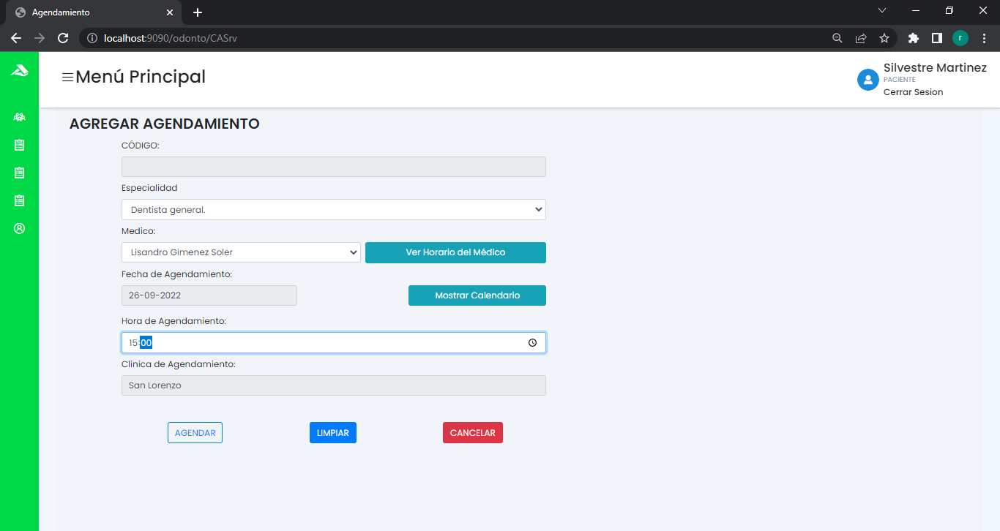 Agendamiento
localhost:9090/odonto/CASrv
r
Menú Principal
Silvestre Martinez
PACIENTE
Cerrar Sesion
AGREGAR AGENDAMIENTO
CÓDIGO:
Especialidad
Dentista general.
Medico:
Lisandro Gimenez Soler
Ver Horario del Médico
Fecha de Agendamiento:
26-09-2022
Mostrar Calendario
Hora de Agendamiento:
15:00
Clinica de Agendamiento:
San Lorenzo
AGENDAR
LIMPIAR
CANCELAR